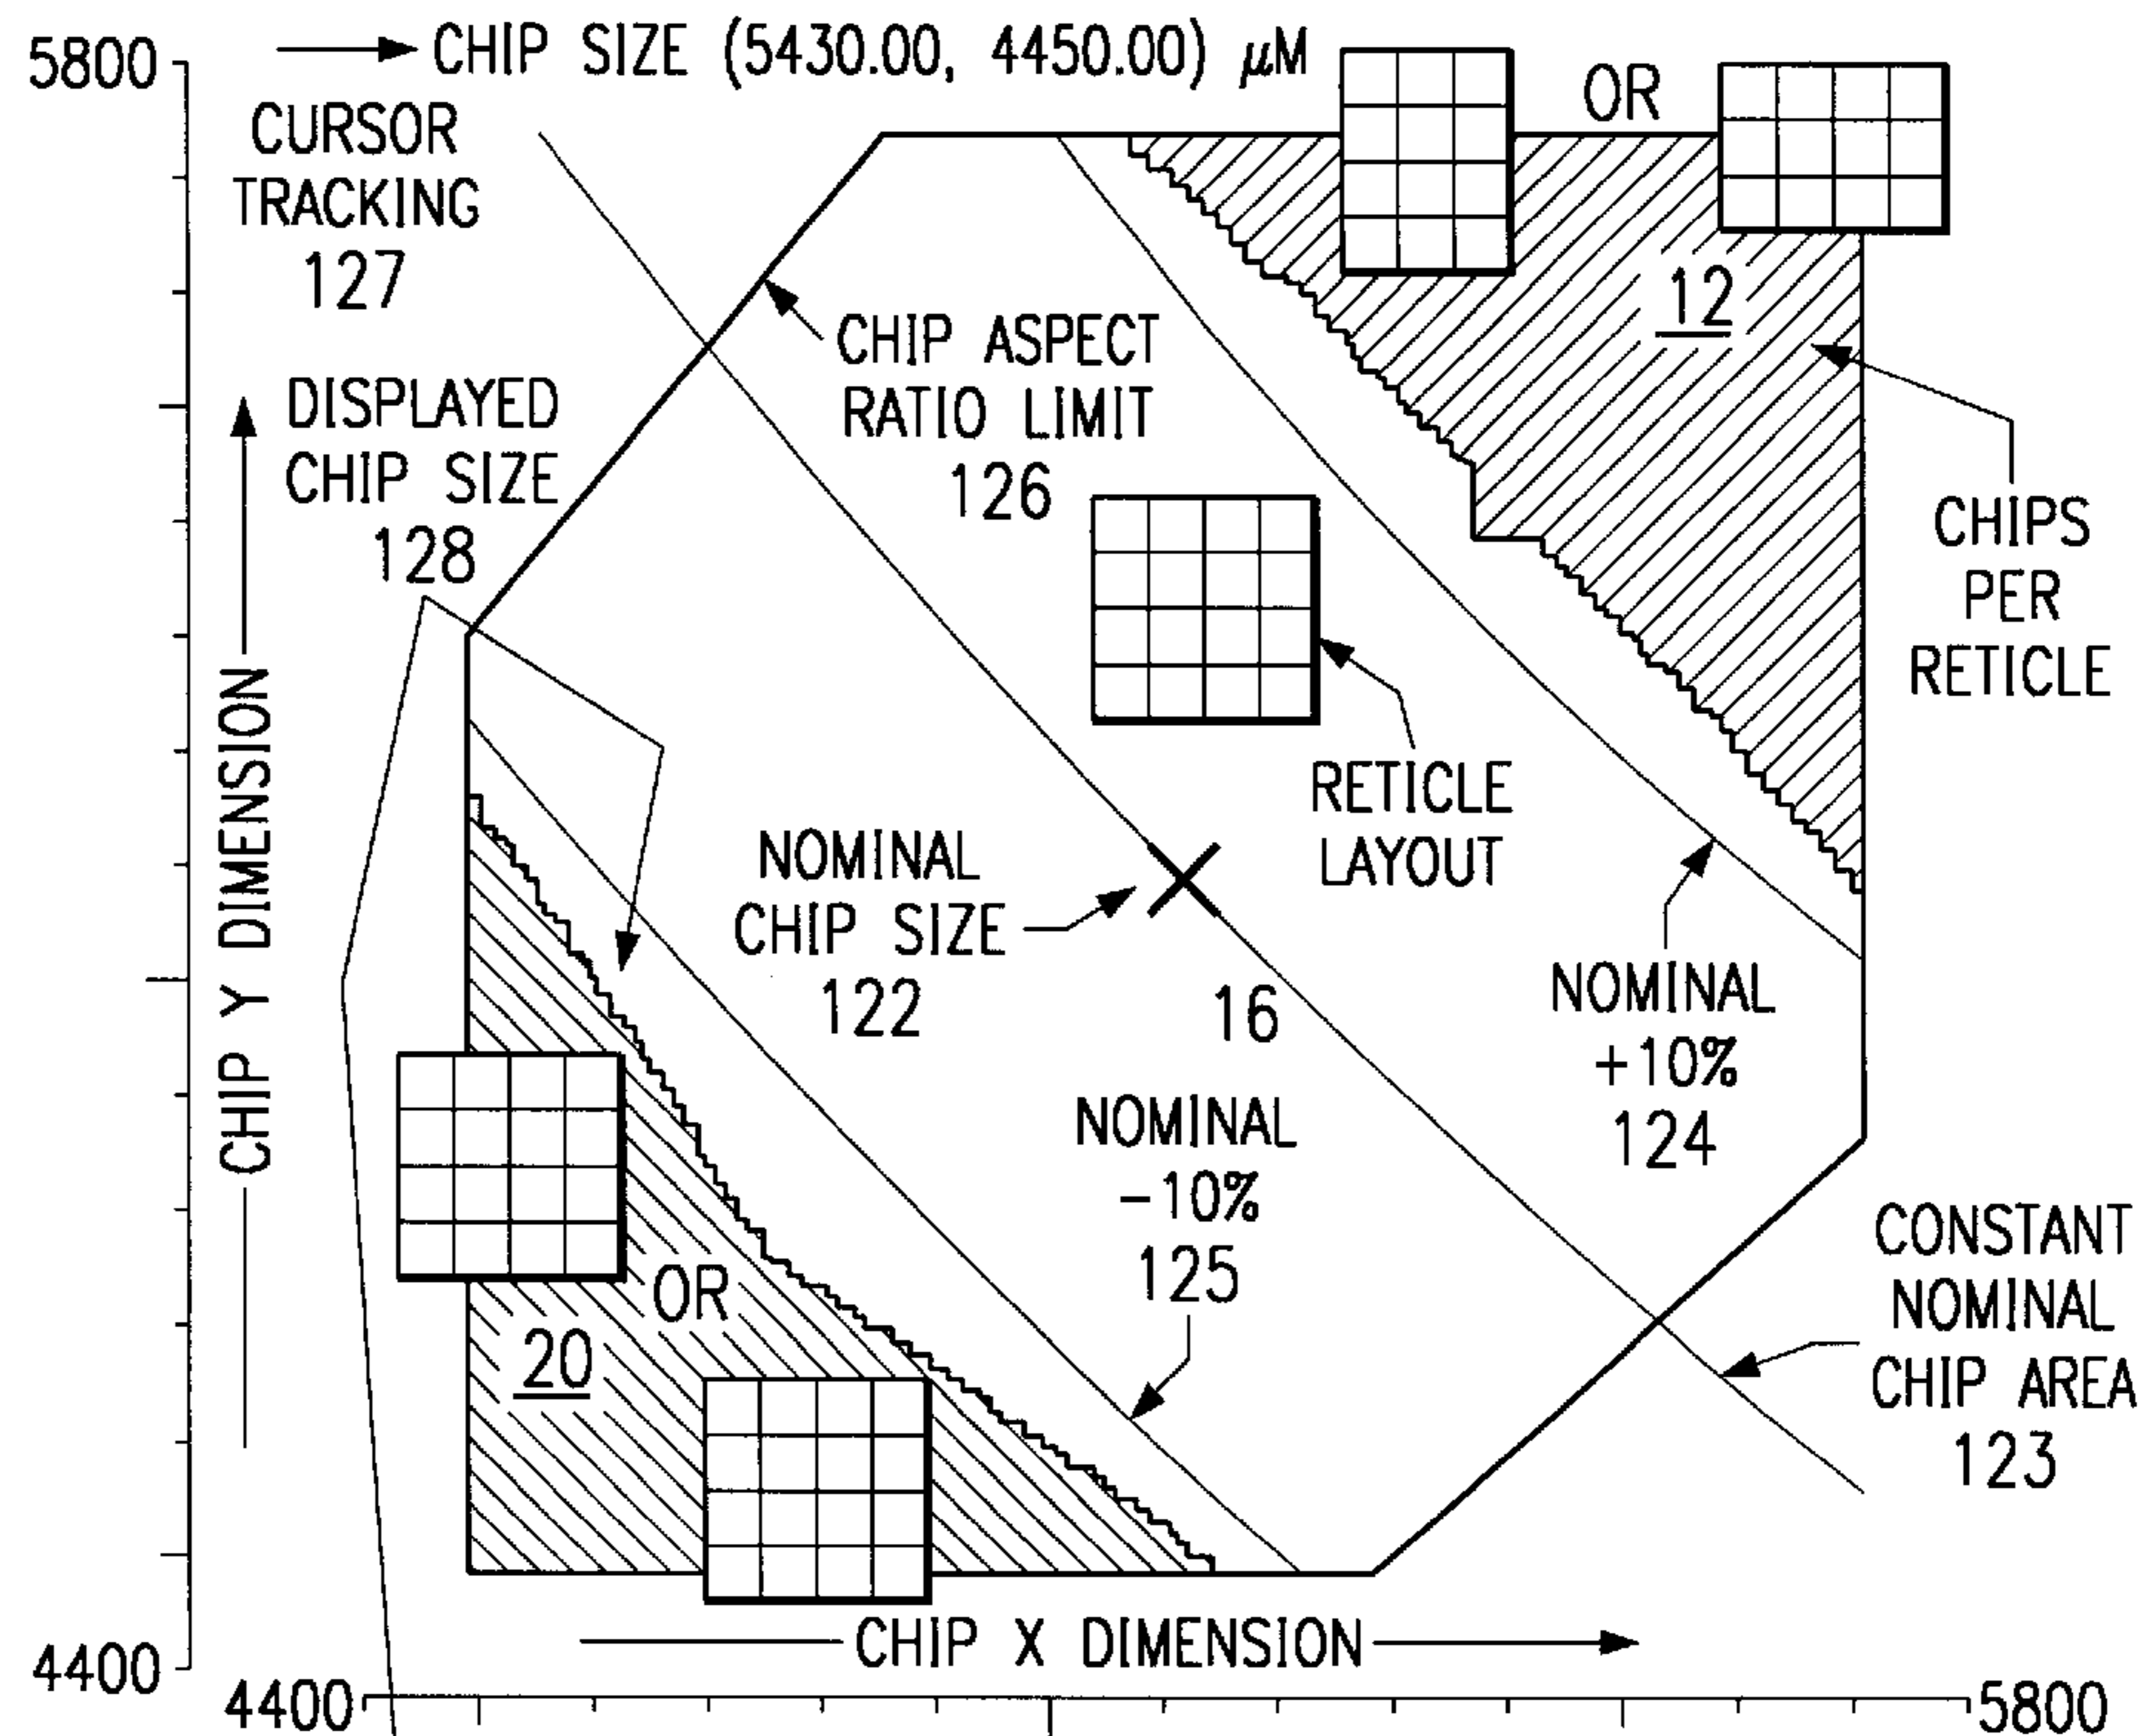 5800
CHIP SIZE (5430.00, 4450.00) μM
OR
CURSOR
TRACKING
127
12
CHIP ASPECT
RATIO LIMIT
126
DISPLAYED
CHIP SIZE
128
CHIPS
PER
RETICLE
RETICLE
LAYOUT
CHIP Y DIMENSION
NOMINAL
CHIP SIZE
122
16
NOMINAL
+10%
124
NOMINAL
-10%
125
CONSTANT
NOMINAL
CHIP AREA
123
OR
20
CHIP X DIMENSION
4400
4400
5800